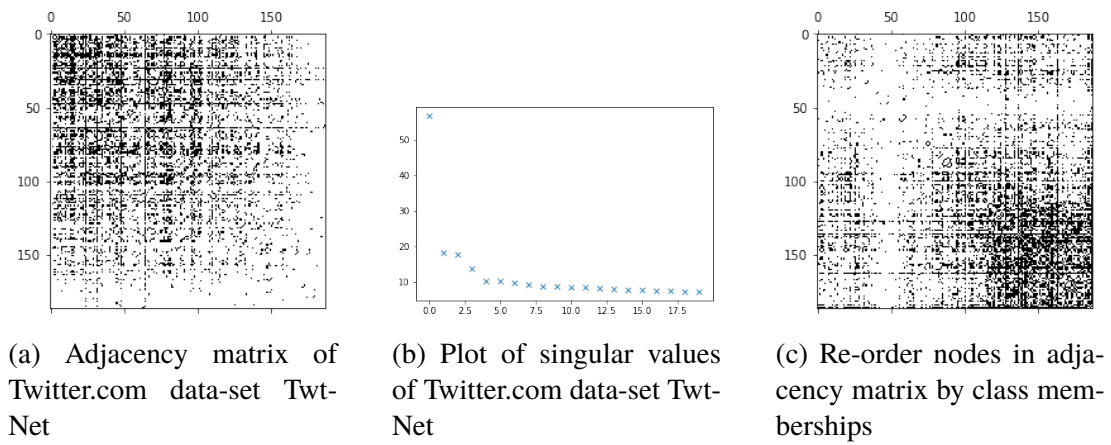 0 50 100 150
0
50
100
150
(a) Adjacency matrix of
Twitter.com data-set Twt-
Net
50
40
30
20
10
0.0 2.5 5.0 7.5 10.0 12.5 15.0 17.5
(b) Plot of singular values
of Twitter.com data-set Twt-
Net
0 50 100 150
0
50
100
150
(c) Re-order nodes in adja-
cency matrix by class mem-
berships